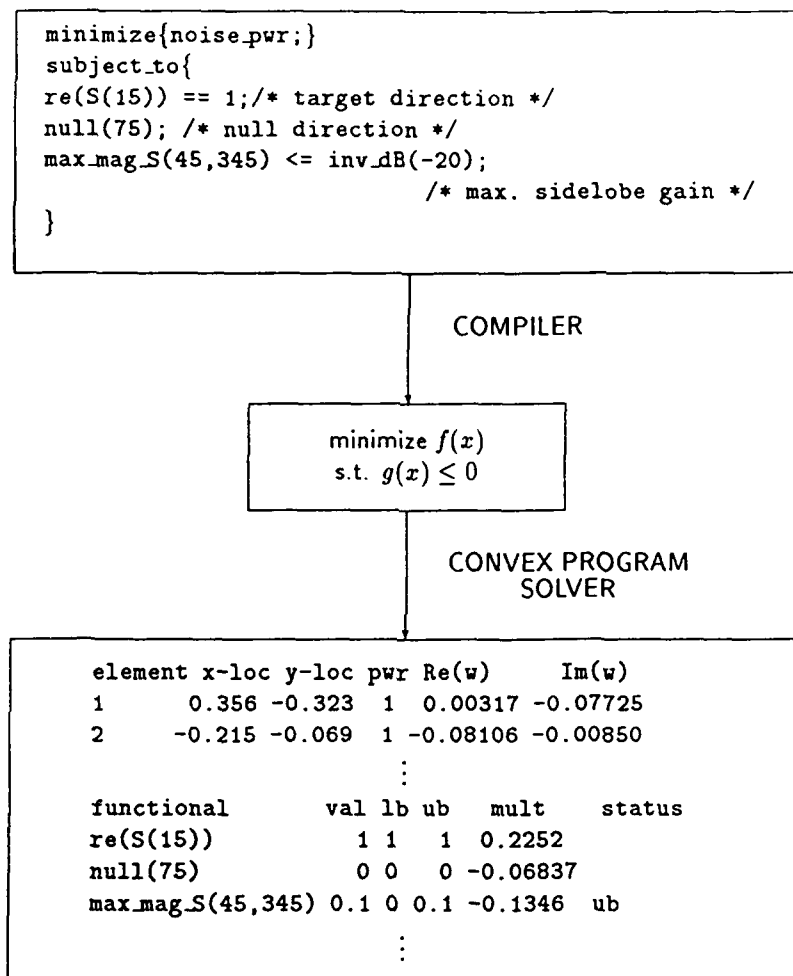 minimize{noise_pwr;}
subject_to{
re(S(15)) == 1;/* target direction */
null(75); /* null direction */
max_mag_S(45,345) <= inv_dB(-20);
/* max. sidelobe gain */
}
COMPILER
minimize f(x)
s.t. g(x) ≤ 0
CONVEX PROGRAM
SOLVER
element x-loc y-loc pwr Re(w) Im(w)
1 0.356 -0.323 1 0.00317 -0.07725
2 -0.215 -0.069 1 -0.08106 -0.00850
⋮
functional val lb ub mult status
re(S(15)) 1 1 1 0.2252
null(75) 0 0 0 -0.06837
max_mag_S(45,345) 0.1 0 0.1 -0.1346 ub
⋮